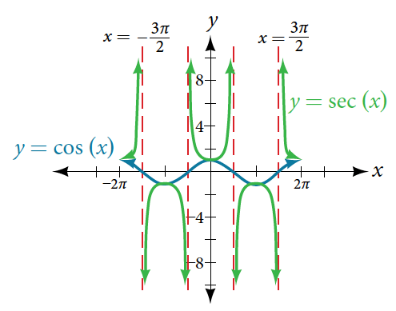 x = −3π/2
y
x = 3π/2
8
y = sec (x)
4
y = cos (x)
x
−2π
2π
−4
−8